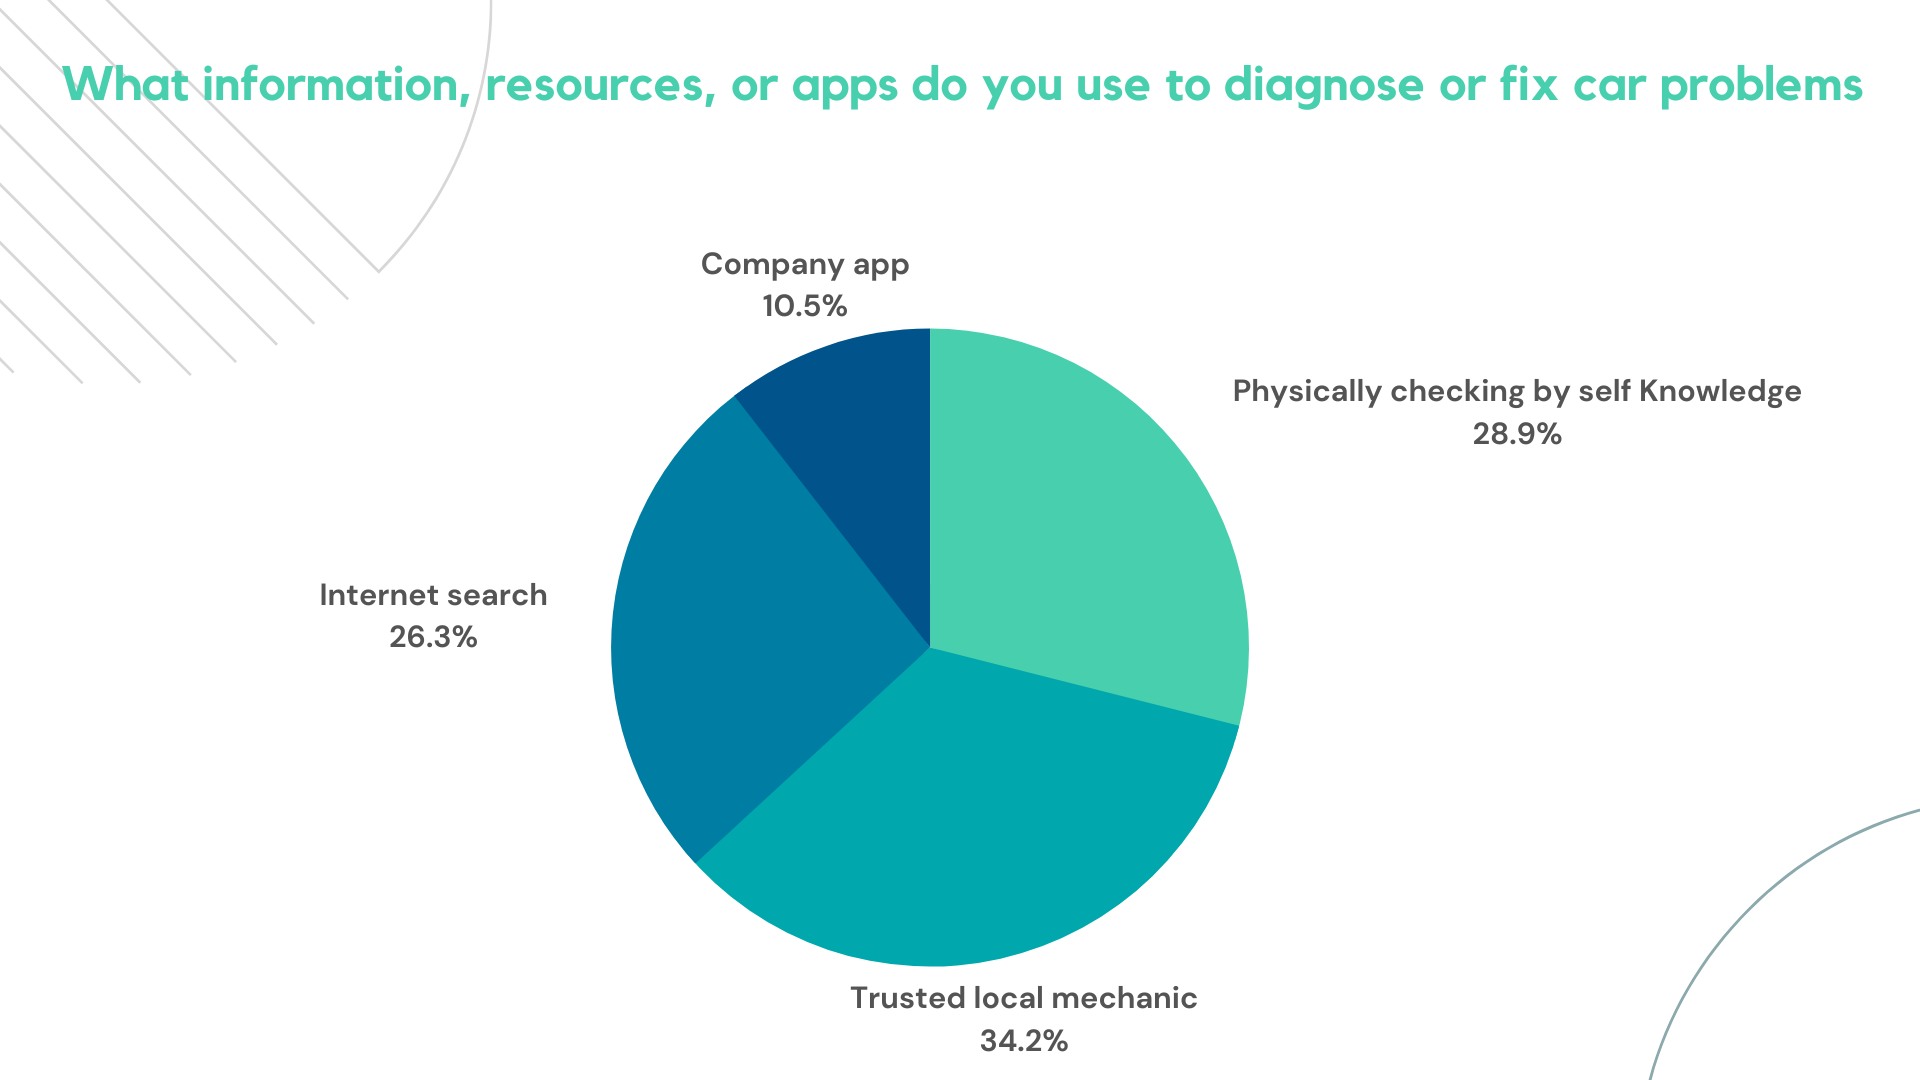 What information, resources, or apps do you use to diagnose or fix car problems
Company app
10.5%
Physically checking by self Knowledge
28.9%
Internet search
26.3%
Trusted local mechanic
34.2%